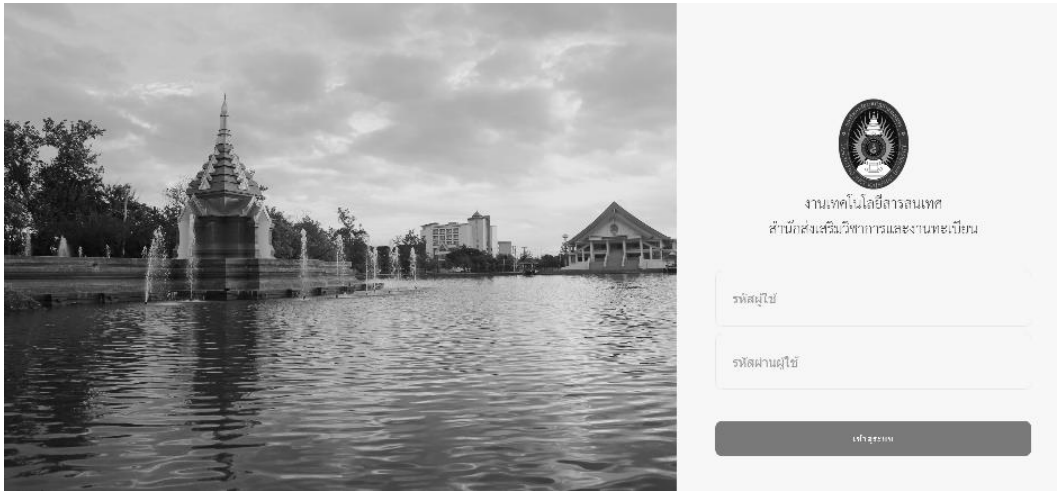 งานเทคโนโลยีสารสนเทศ
สำนักส่งเสริมวิชาการและงานทะเบียน
รหัสผู้ใช้
รหัสผ่านผู้ใช้
เข้าสู่ระบบ